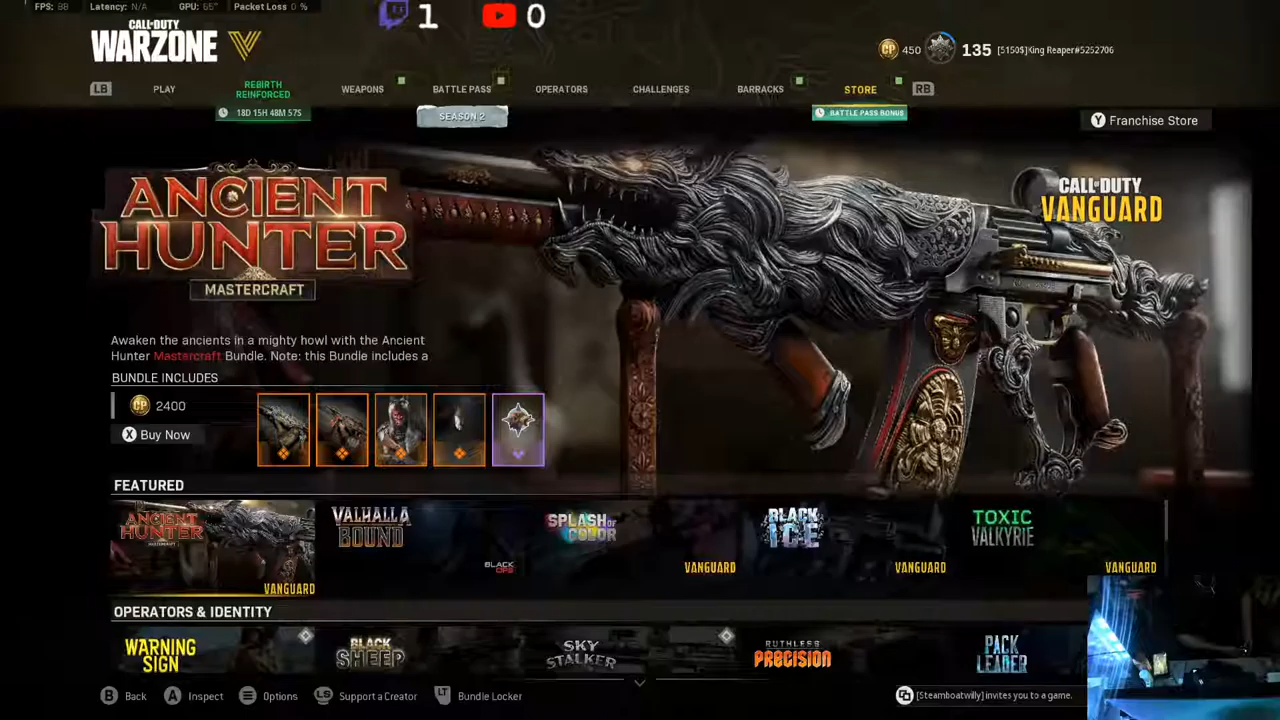 FPS: 88 Latency: N/A GPU: 65° Packet Loss 0 %
1 0
CALL·DUTY
WARZONE
CP 450 135 [5150$]King Reaper#5252706
LB PLAY REBIRTH REINFORCED WEAPONS BATTLE PASS OPERATORS CHALLENGES BARRACKS STORE RB
18D 15H 48M 57S SEASON 2 BATTLE PASS BONUS
Y Franchise Store
ANCIENT
HUNTER
MASTERCRAFT
CALL·DUTY
VANGUARD
Awaken the ancients in a mighty howl with the Ancient
Hunter Mastercraft Bundle. Note: this Bundle includes a
BUNDLE INCLUDES
CP 2400
X Buy Now
FEATURED
ANCIENT
HUNTER
VANGUARD
VALHALLA
BOUND
BLACK OPS
SPLASH OF
COLOR
VANGUARD
BLACK
ICE
VANGUARD
TOXIC
VALKYRIE
VANGUARD
OPERATORS & IDENTITY
WARNING
SIGN
BLACK
SHEEP
SKY
STALKER
RUTHLESS
PRECISION
PACK
LEADER
B Back A Inspect Options LS Support a Creator LT Bundle Locker
[Steamboatwilly] invites you to a game.